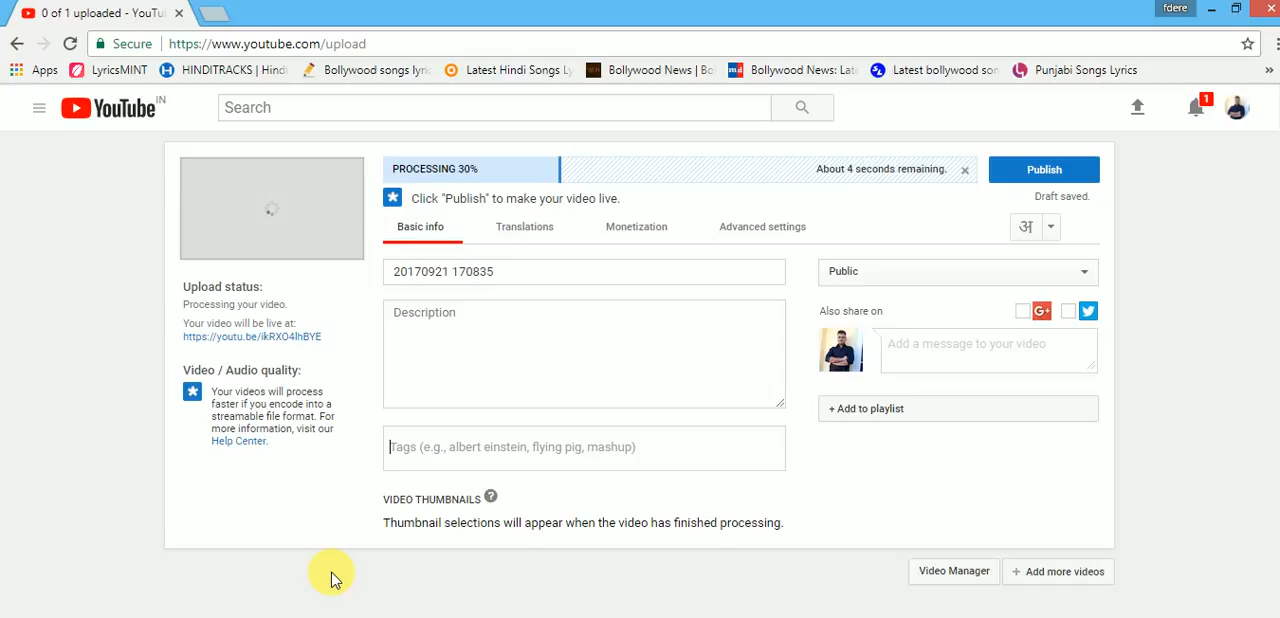 0 of 1 uploaded - YouTu
fdere
Secure
https://www.youtube.com/upload
Apps
LyricsMINT
HINDITRACKS | Hindi
Bollywood songs lyri
Latest Hindi Songs Ly
Bollywood News | Bo
Bollywood News: Late
Latest bollywood son
Punjabi Songs Lyrics
»
YouTube IN
Search
1
PROCESSING 30%
About 4 seconds remaining.
Publish
Click "Publish" to make your video live.
Draft saved.
Basic info
Translations
Monetization
Advanced settings
अ
20170921 170835
Public
Description
Also share on
G+
Add a message to your video
+ Add to playlist
Upload status:
Processing your video.
Your video will be live at:
https://youtu.be/ikRXO4lhBYE
Video / Audio quality:
Your videos will process
faster if you encode into a
streamable file format. For
more information, visit our
Help Center.
Tags (e.g., albert einstein, flying pig, mashup)
VIDEO THUMBNAILS ?
Thumbnail selections will appear when the video has finished processing.
Video Manager
+ Add more videos